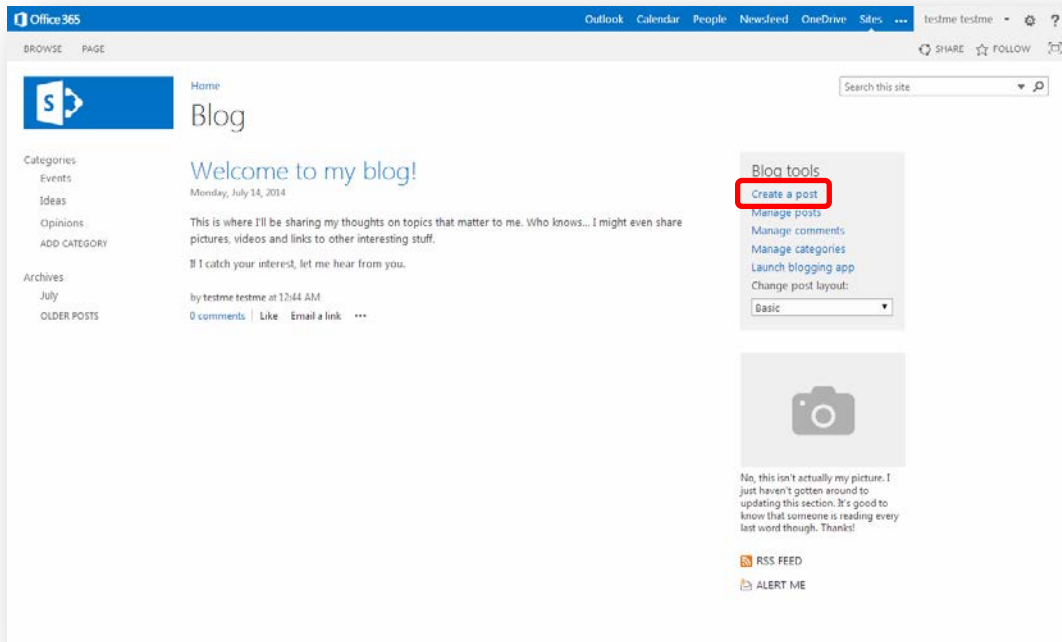 Office 365
Outlook Calendar People Newsfeed OneDrive Sites ••• testme testme ?
BROWSE PAGE
SHARE FOLLOW
S
Home
Blog
Search this site
Categories
Events
Ideas
Opinions
ADD CATEGORY
Archives
July
OLDER POSTS
Welcome to my blog!
Monday, July 14, 2014
This is where I'll be sharing my thoughts on topics that matter to me. Who knows... I might even share
pictures, videos and links to other interesting stuff.
If I catch your interest, let me hear from you.
by testme testme at 12:44 AM
0 comments | Like Email a link •••
Blog tools
Create a post
Manage posts
Manage comments
Manage categories
Launch blogging app
Change post layout:
Basic
No, this isn't actually my picture. I
just haven't gotten around to
updating this section. It's good to
know that someone is reading every
last word though. Thanks!
RSS FEED
ALERT ME